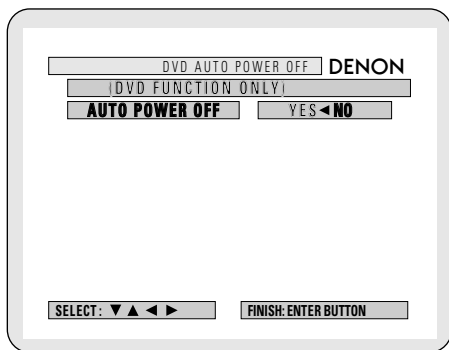 DVD AUTO POWER OFF DENON
(DVD FUNCTION ONLY)
AUTO POWER OFF YES◄NO
SELECT: ▼ ▲ ◄ ► FINISH: ENTER BUTTON